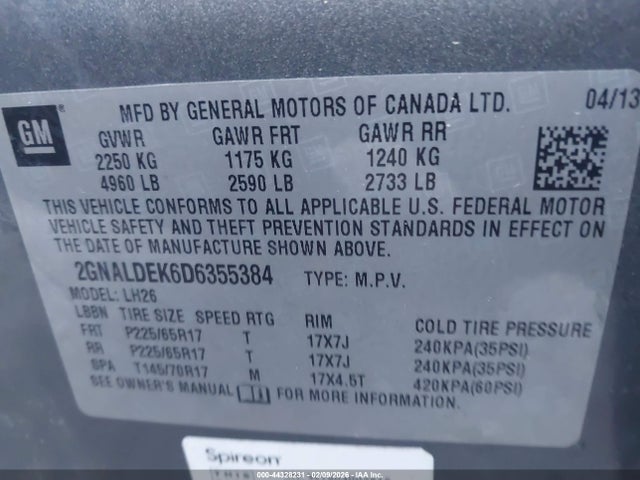 GM
MFD BY GENERAL MOTORS OF CANADA LTD. 04/13
GVWR GAWR FRT GAWR RR
2250 KG 1175 KG 1240 KG
4960 LB 2590 LB 2733 LB
THIS VEHICLE CONFORMS TO ALL APPLICABLE U.S. FEDERAL MOTOR
VEHICLE SAFETY AND THEFT PREVENTION STANDARDS IN EFFECT ON
THE DATE OF MANUFACTURE SHOWN ABOVE.
2GNALDEK6D6355384 TYPE: M.P.V.
MODEL: LH26
LBBN TIRE SIZE SPEED RTG RIM COLD TIRE PRESSURE
FRT P225/65R17 T 17X7J 240KPA(35PSI)
RR P225/65R17 T 17X7J 240KPA(35PSI)
SPA T145/70R17 M 17X4.5T 420KPA(60PSI)
SEE OWNER'S MANUAL FOR MORE INFORMATION.
Spireon
THIS
000-44328231 - 02/09/2026 -